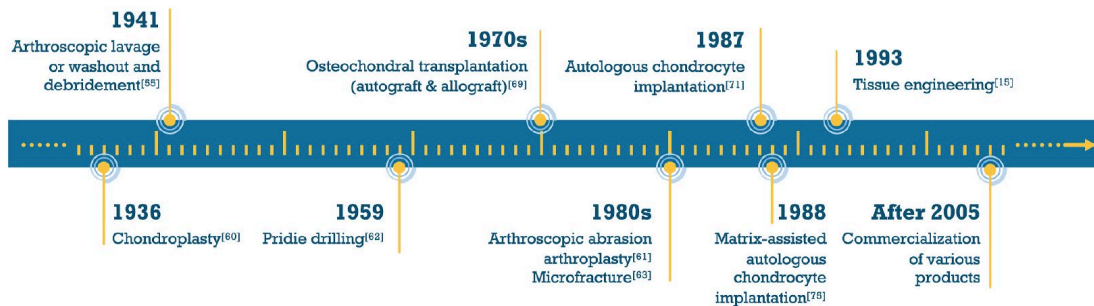 1941
Arthroscopic lavage
or washout and
debridement[55]
1970s
Osteochondral transplantation
(autograft & allograft)[69]
1987
Autologous chondrocyte
implantation[71]
1993
Tissue engineering[15]
1936
Chondroplasty[60]
1959
Pridie drilling[62]
1980s
Arthroscopic abrasion
arthroplasty[61]
Microfracture[63]
1988
Matrix-assisted
autologous
chondrocyte
implantation[75]
After 2005
Commercialization
of various
products